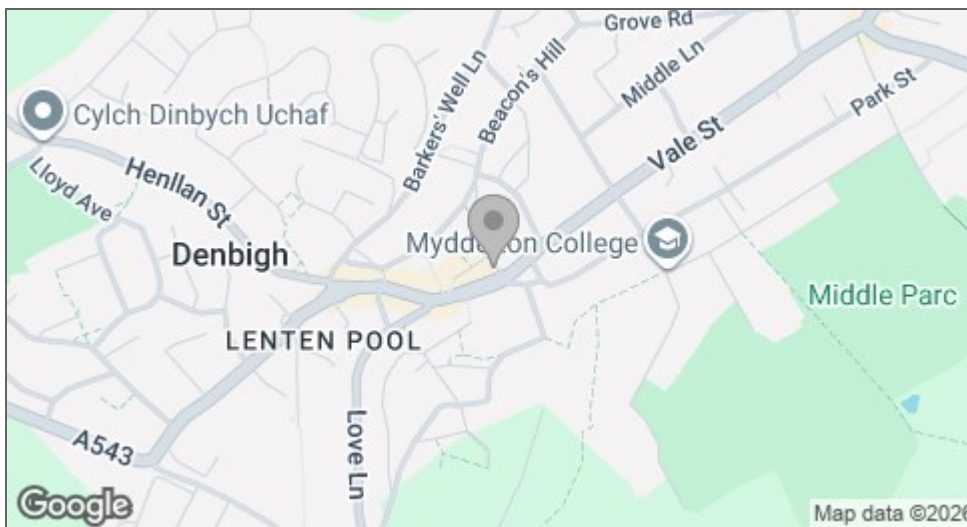 Grove Rd
Middle Ln
Barkers' Well Ln
Beacon's Hill
Park St
Cylch Dinbych Uchaf
Vale St
Lloyd Ave
Henllan St
Denbigh
College
Middle Parc
LENTEN POOL
Love Ln
A543
Google
Map data ©2026